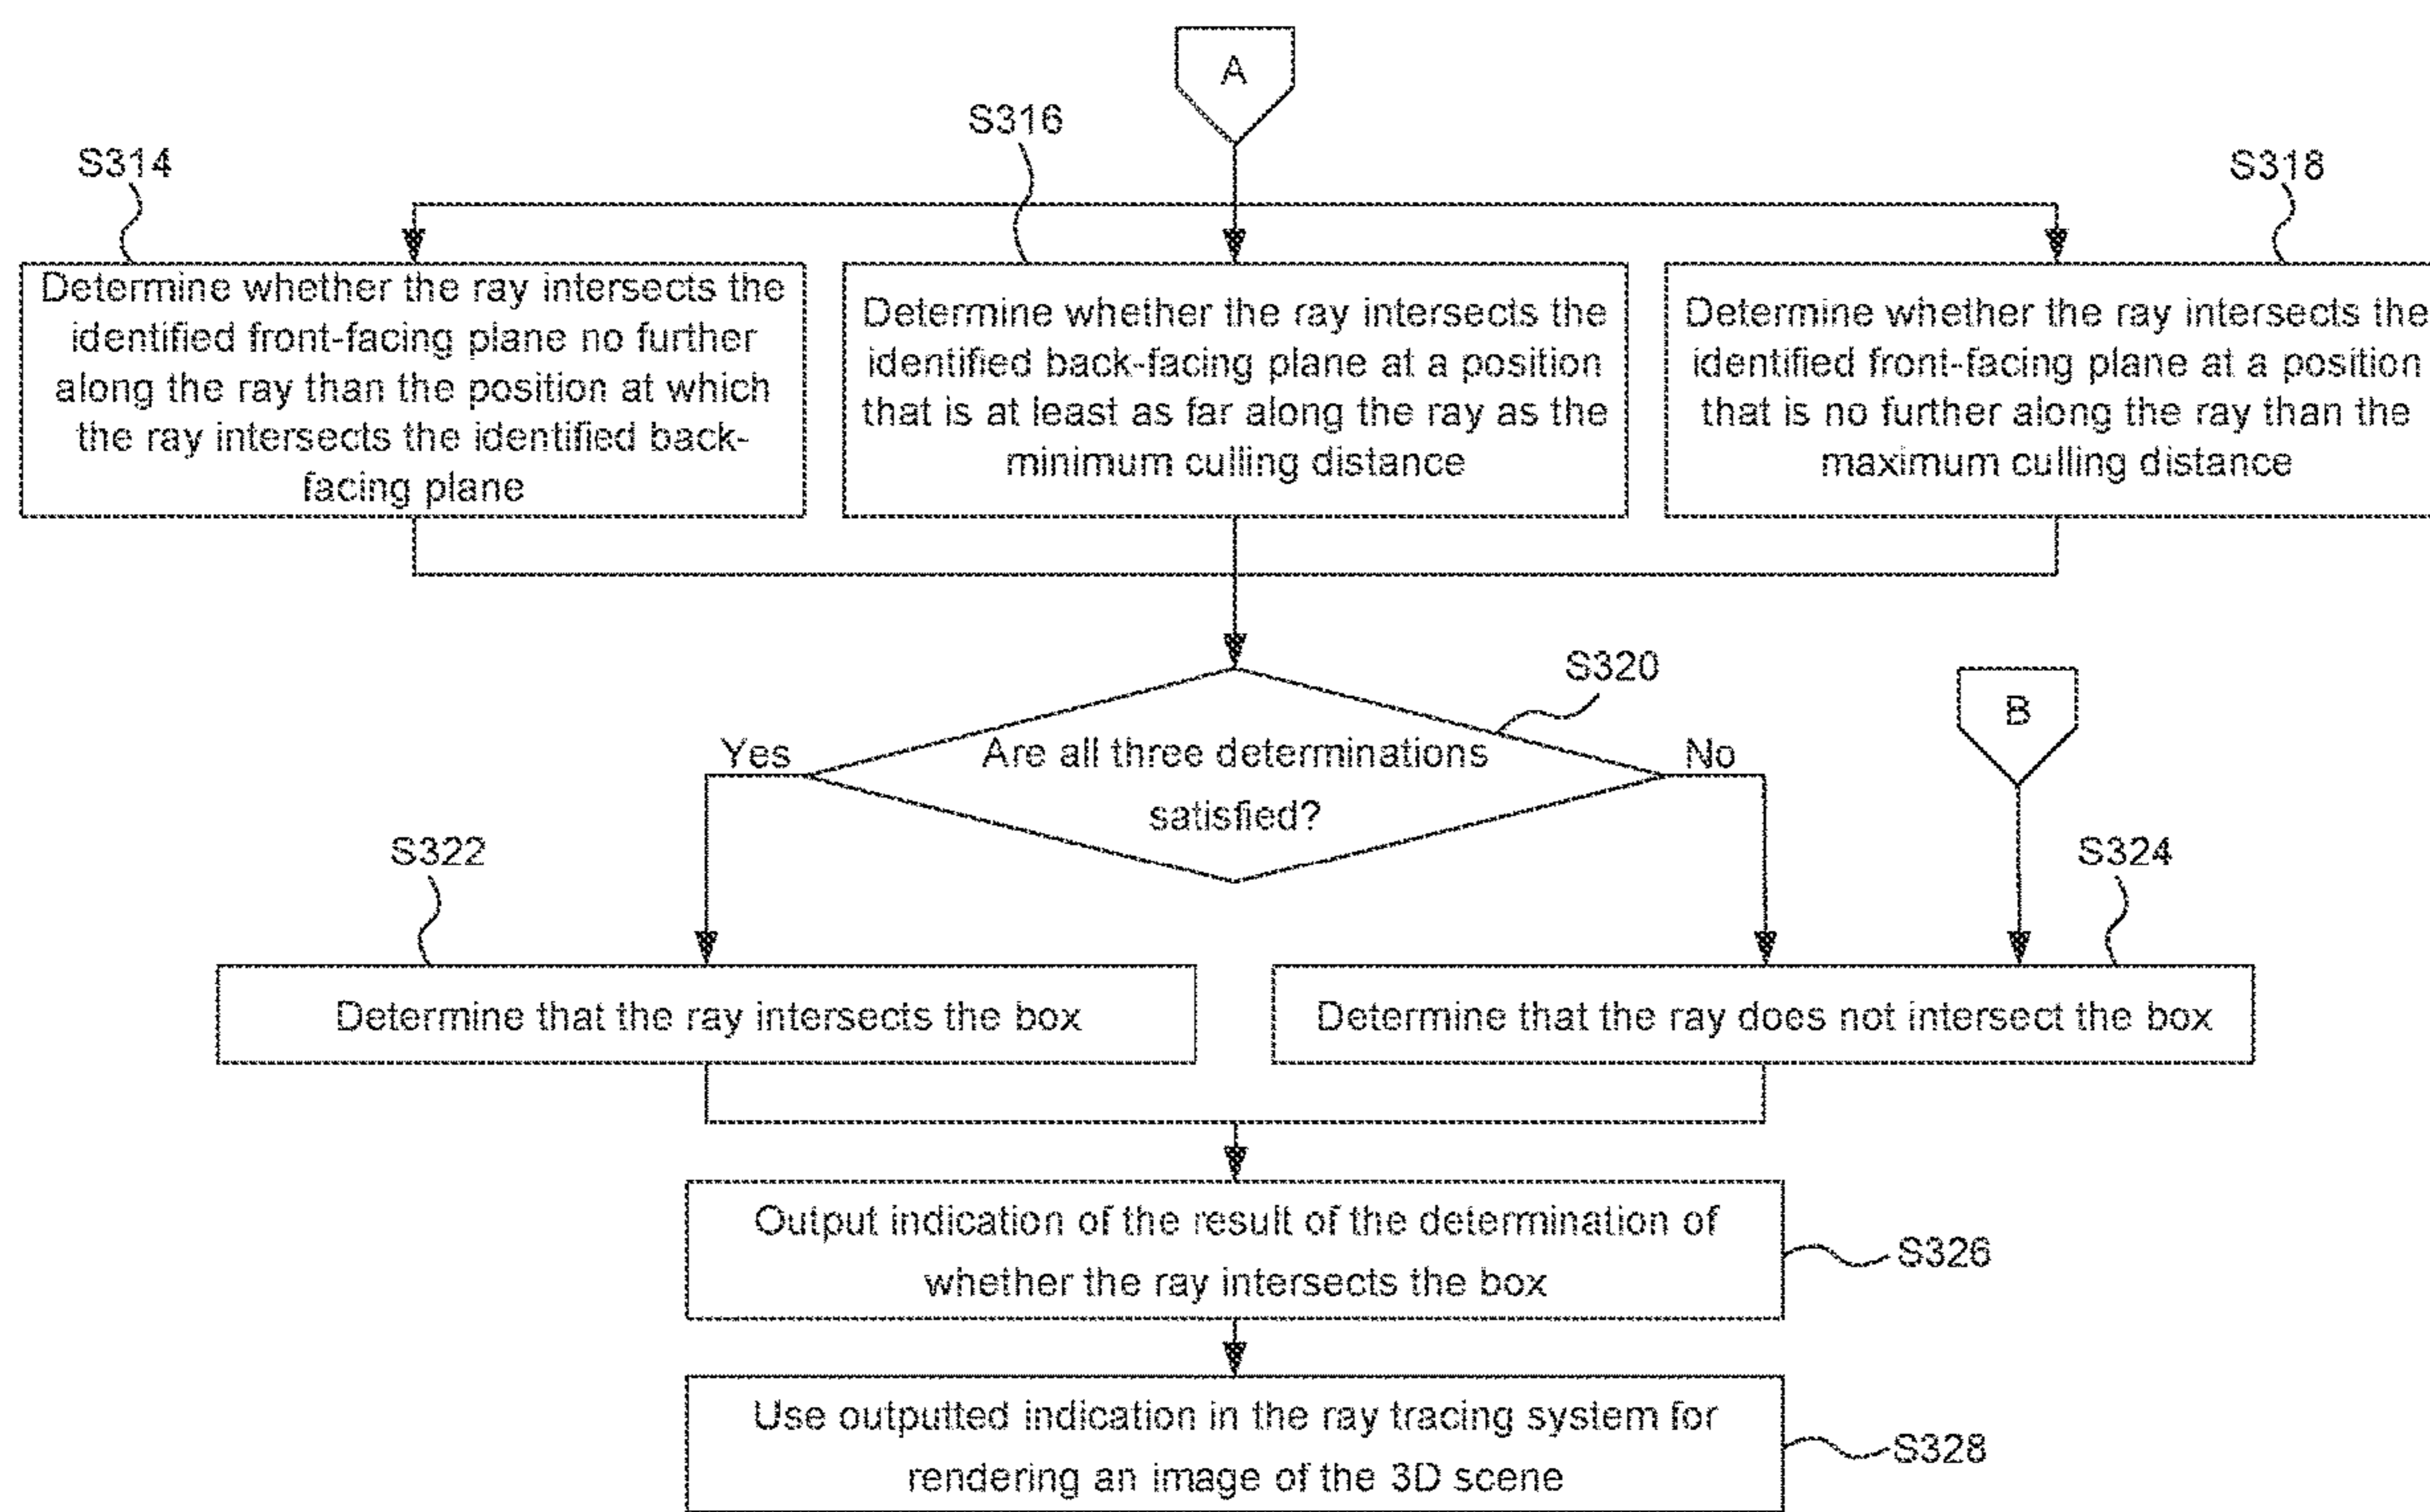 A
S316
S314
S318
Determine whether the ray intersects the
identified front-facing plane no further
along the ray than the position at which
the ray intersects the identified back-
facing plane
Determine whether the ray intersects the
identified back-facing plane at a position
that is at least as far along the ray as the
minimum culling distance
Determine whether the ray intersects the
identified front-facing plane at a position
that is no further along the ray than the
maximum culling distance
S320
B
Yes
Are all three determinations
satisfied?
No
S322
S324
Determine that the ray intersects the box
Determine that the ray does not intersect the box
Output indication of the result of the determination of
whether the ray intersects the box
S326
Use outputted indication in the ray tracing system for
rendering an image of the 3D scene
S328